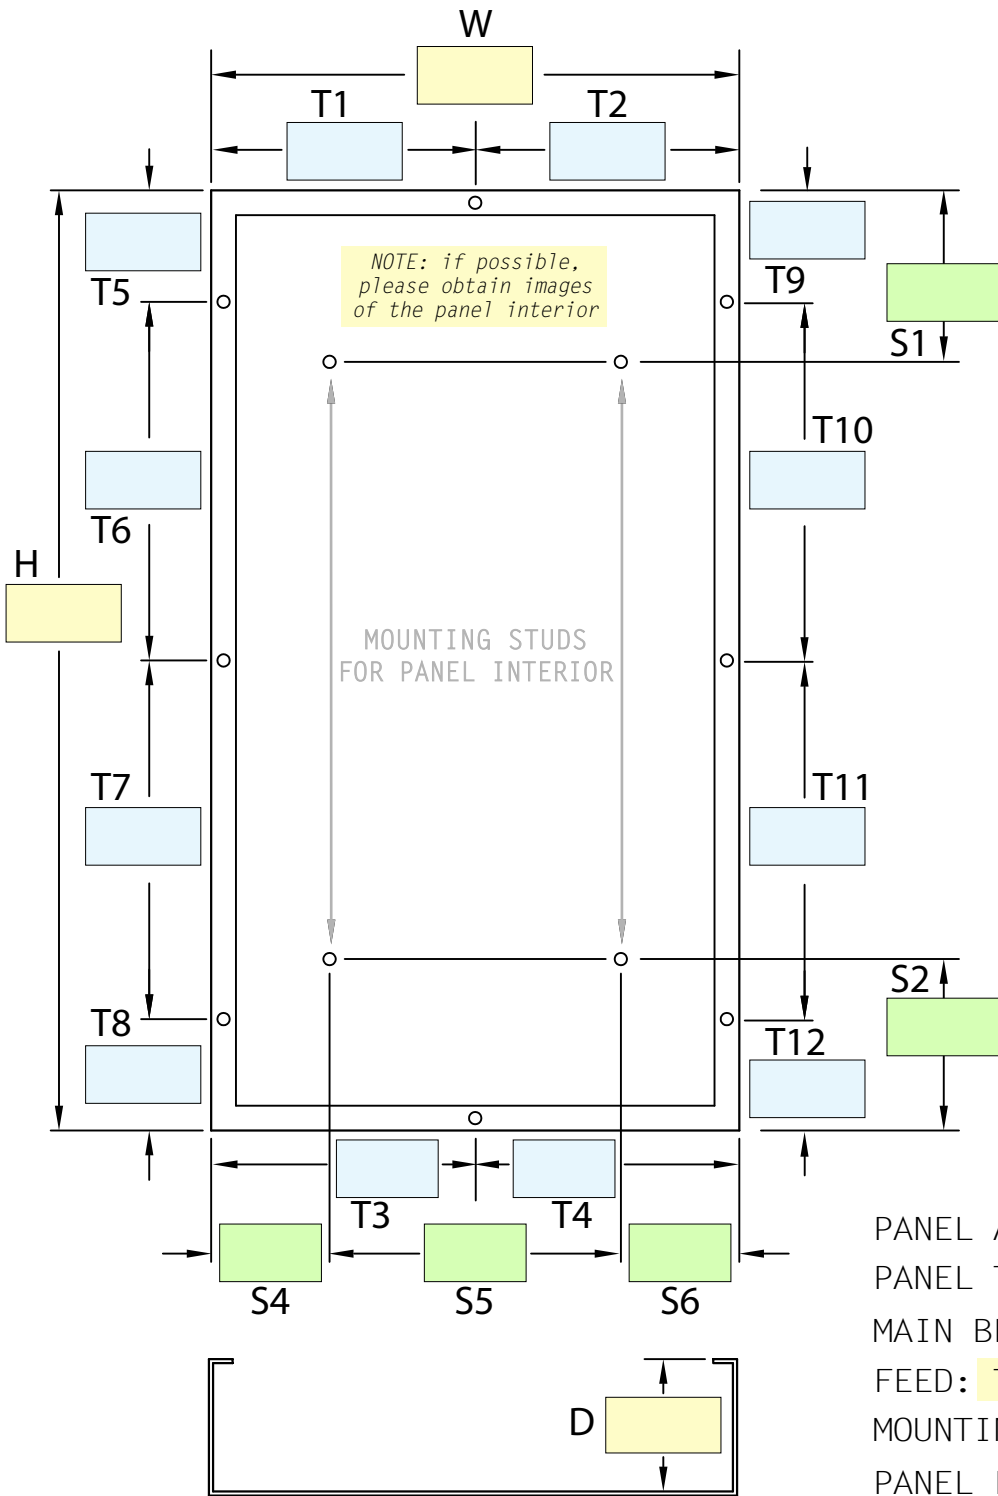 W
T1
T2
T5
T9
NOTE: if possible,
please obtain images
of the panel interior
S1
T10
T6
H
MOUNTING STUDS
FOR PANEL INTERIOR
T7
T11
S2
T8
T12
T3
T4
S4
S5
S6
PANEL
PANEL
MAIN
FEED:
D
PANEL